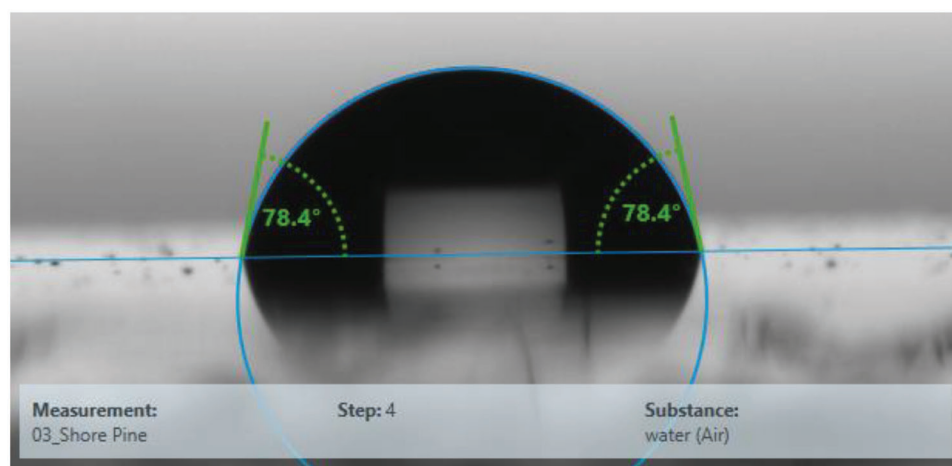 78.4°
78.4°
Measurement:
03_Shore Pine
Step: 4
Substance:
water (Air)